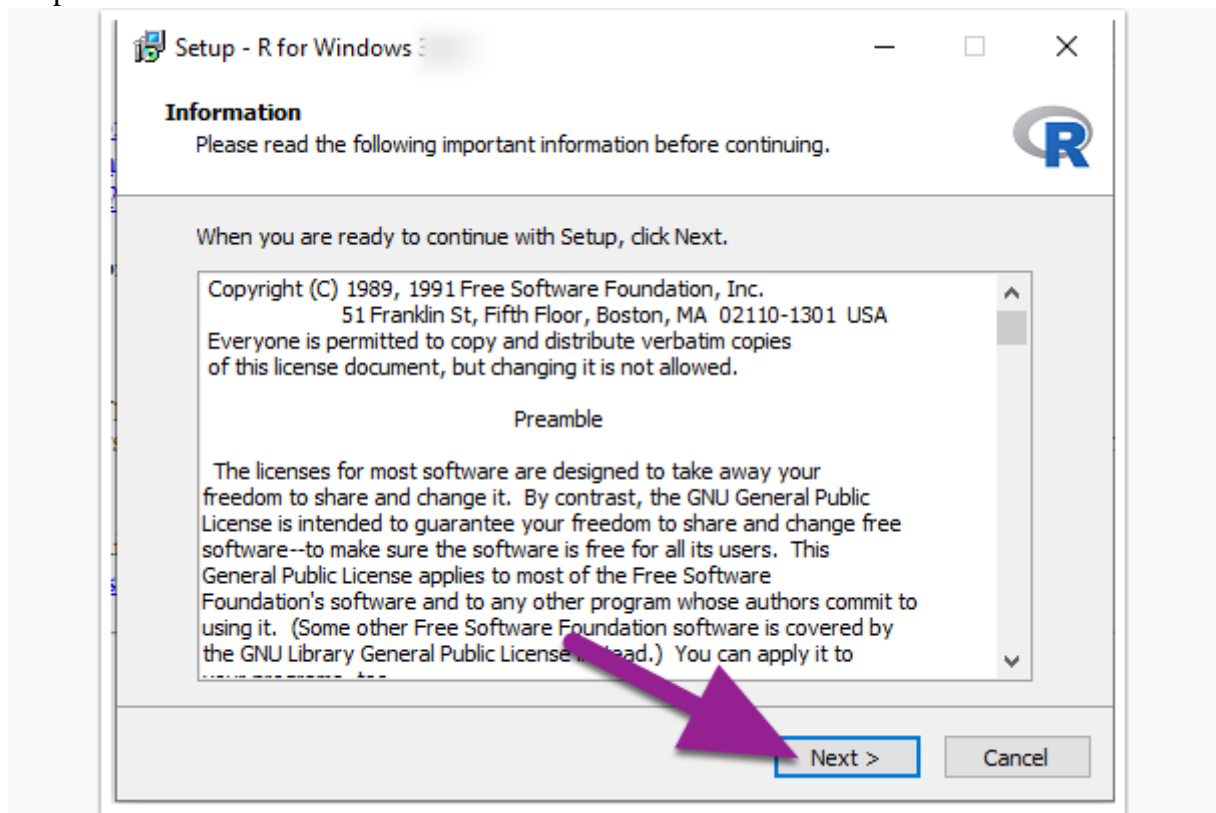 Setup - R for Windows
Information
Please read the following important information before continuing.
R
When you are ready to continue with Setup, click Next.
Copyright (C) 1989, 1991 Free Software Foundation, Inc.
51 Franklin St, Fifth Floor, Boston, MA 02110-1301 USA
Everyone is permitted to copy and distribute verbatim copies
of this license document, but changing it is not allowed.
Preamble
The licenses for most software are designed to take away your
freedom to share and change it. By contrast, the GNU General Public
License is intended to guarantee your freedom to share and change free
software--to make sure the software is free for all its users. This
General Public License applies to most of the Free Software
Foundation's software and to any other program whose authors commit to
using it. (Some other Free Software Foundation software is covered by
the GNU Library General Public License instead.) You can apply it to
Next >
Cancel